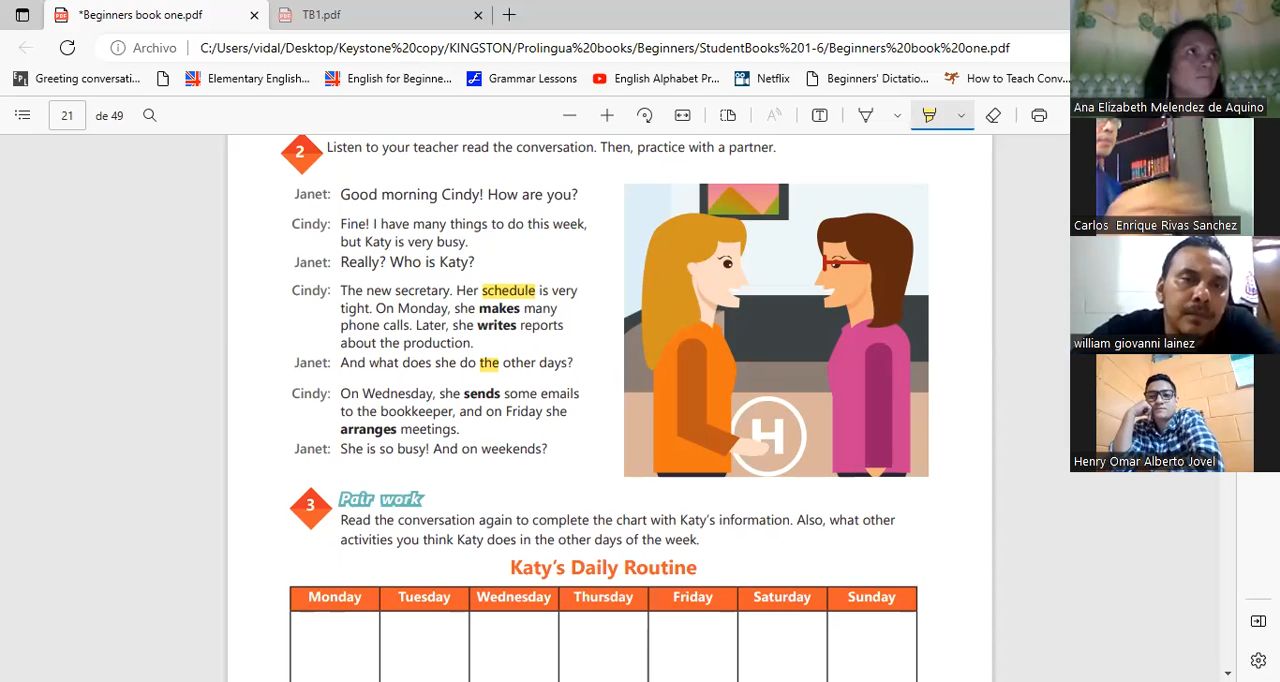 *Beginners book one.pdf
TB1.pdf
Archivo
C:/Users/vidal/Desktop/Keystone%20copy/KINGSTON/Prolingua%20books/Beginners/StudentBooks%201-6/Beginners%20book%20one.pdf
Greeting conversati...
Elementary English...
English for Beginne...
Grammar Lessons
English Alphabet Pr...
Netflix
Beginners' Dictatio...
How to Teach Conv...
21 de 49
2 Listen to your teacher read the conversation. Then, practice with a partner.
Janet: Good morning Cindy! How are you?
Cindy: Fine! I have many things to do this week,
but Katy is very busy.
Janet: Really? Who is Katy?
Cindy: The new secretary. Her schedule is very
tight. On Monday, she makes many
phone calls. Later, she writes reports
about the production.
Janet: And what does she do the other days?
Cindy: On Wednesday, she sends some emails
to the bookkeeper, and on Friday she
arranges meetings.
Janet: She is so busy! And on weekends?
H
3 Pair work
Read the conversation again to complete the chart with Katy's information. Also, what other
activities you think Katy does in the other days of the week.
Katy's Daily Routine
Monday Tuesday Wednesday Thursday Friday Saturday Sunday
Ana Elizabeth Melendez de Aquino
Carlos Enrique Rivas Sanchez
william giovanni lainez
Henry Omar Alberto Jovel